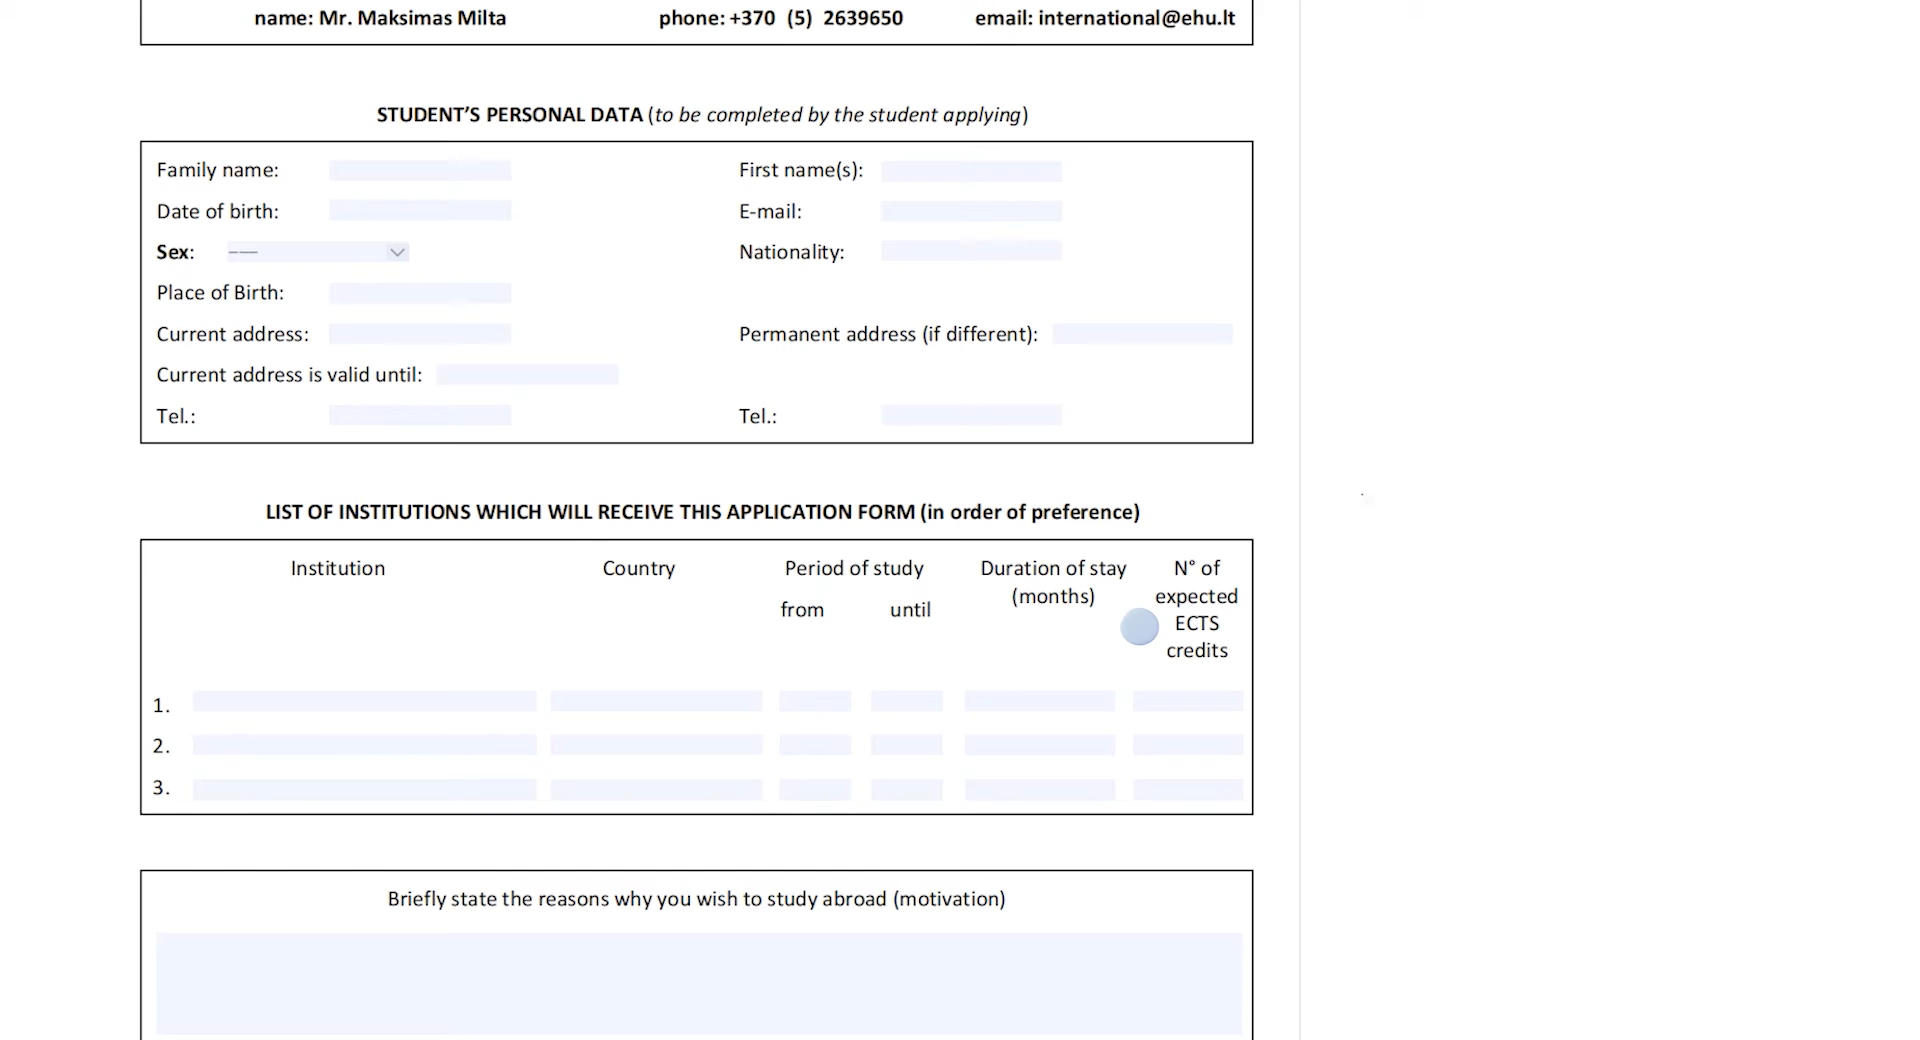 name: Mr. Maksimas Milta phone: +370 (5) 2639650 email: international@ehu.lt
STUDENT’S PERSONAL DATA (to be completed by the student applying)
Family name: First name(s):
Date of birth: E-mail:
Sex: Nationality:
Place of Birth:
Current address: Permanent address (if different):
Current address is valid until:
Tel.: Tel.:
LIST OF INSTITUTIONS WHICH WILL RECEIVE THIS APPLICATION FORM (in order of preference)
Institution Country Period of study Duration of stay N° of
(months) expected
from until ECTS
credits
1.
2.
3.
Briefly state the reasons why you wish to study abroad (motivation)